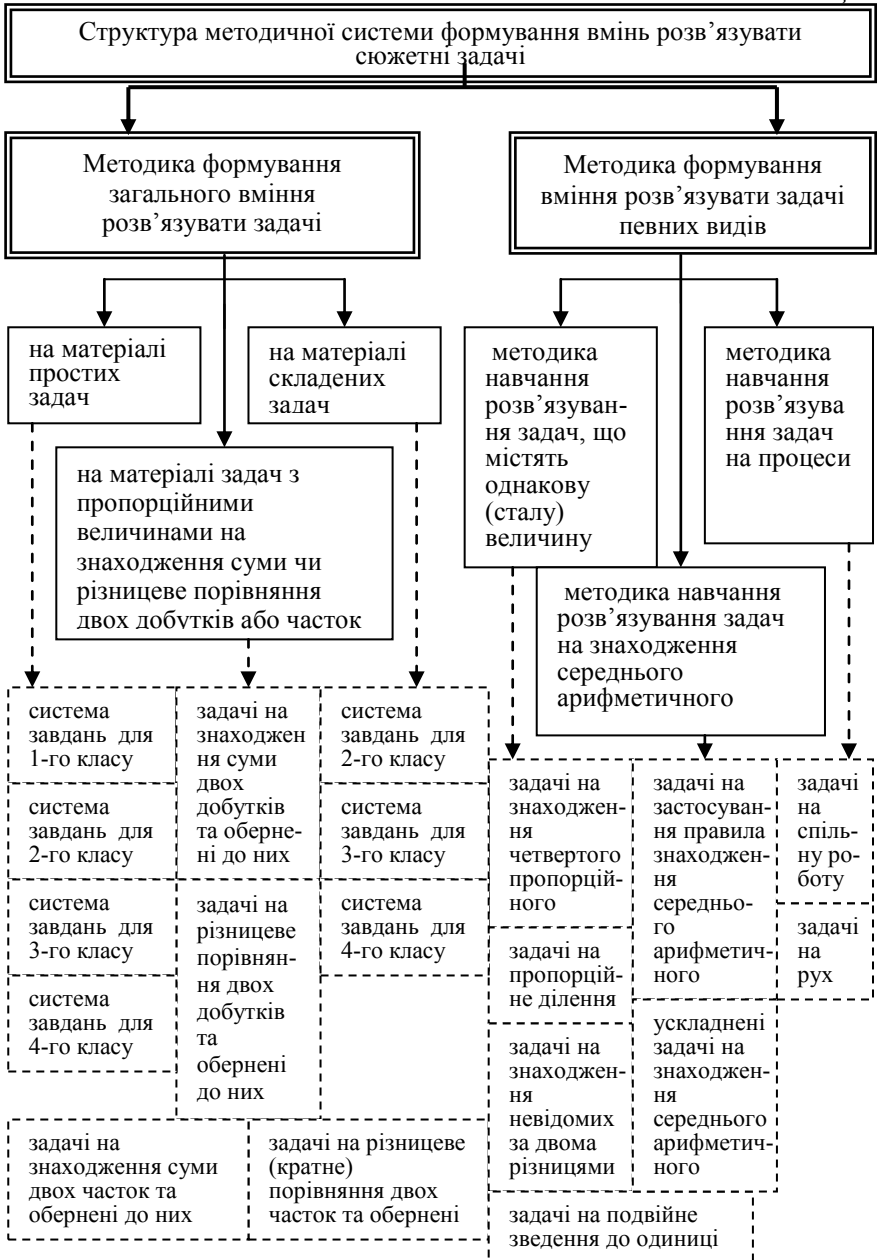 Структура методичної системи формування вмінь розв’язувати
сюжетні задачі
Методика формування
загального вміння
розв’язувати задачі
Методика формування
вміння розв’язувати задачі
певних видів
на матеріалі
простих
задач
на матеріалі
складених
задач
методика
навчання
розв’язуван-
ня задач, що
містять
однакову
(сталу)
величину
методика
навчання
розв’язува
ння задач
на процеси
на матеріалі задач з
пропорційними
величинами на
знаходження суми чи
різницеве порівняння
двох добутків або часток
методика навчання
розв’язування задач
на знаходження
середнього
арифметичного
система
завдань для
1-го класу
система
завдань для
2-го класу
система
завдань для
3-го класу
система
завдань для
4-го класу
задачі на
знаходжен
ня суми
двох
добутків
та оберне-
ні до них
задачі на
різницеве
порівнян-
ня двох
добутків
та
обернені
до них
система
завдань для
2-го класу
система
завдань для
3-го класу
система
завдань для
4-го класу
задачі на
знаходження суми
двох часток та
обернені до них
задачі на різницеве
(кратне)
порівняння двох
часток та обернені
задачі на
знаходжен-
ня
четвертого
пропорцій-
ного
задачі на
пропорцій-
не ділення
задачі на
знаходжен-
ня
невідомих
за двома
різницями
задачі на
застосуван-
ня правила
знаходжен-
ня
середньо-
го
арифметич-
ного
ускладнені
задачі на
знаходжен-
ня
середнього
арифметич-
ного
задачі
на
спіль-
ну ро-
боту
задачі
на
рух
задачі на подвійне
зведення до одиниці